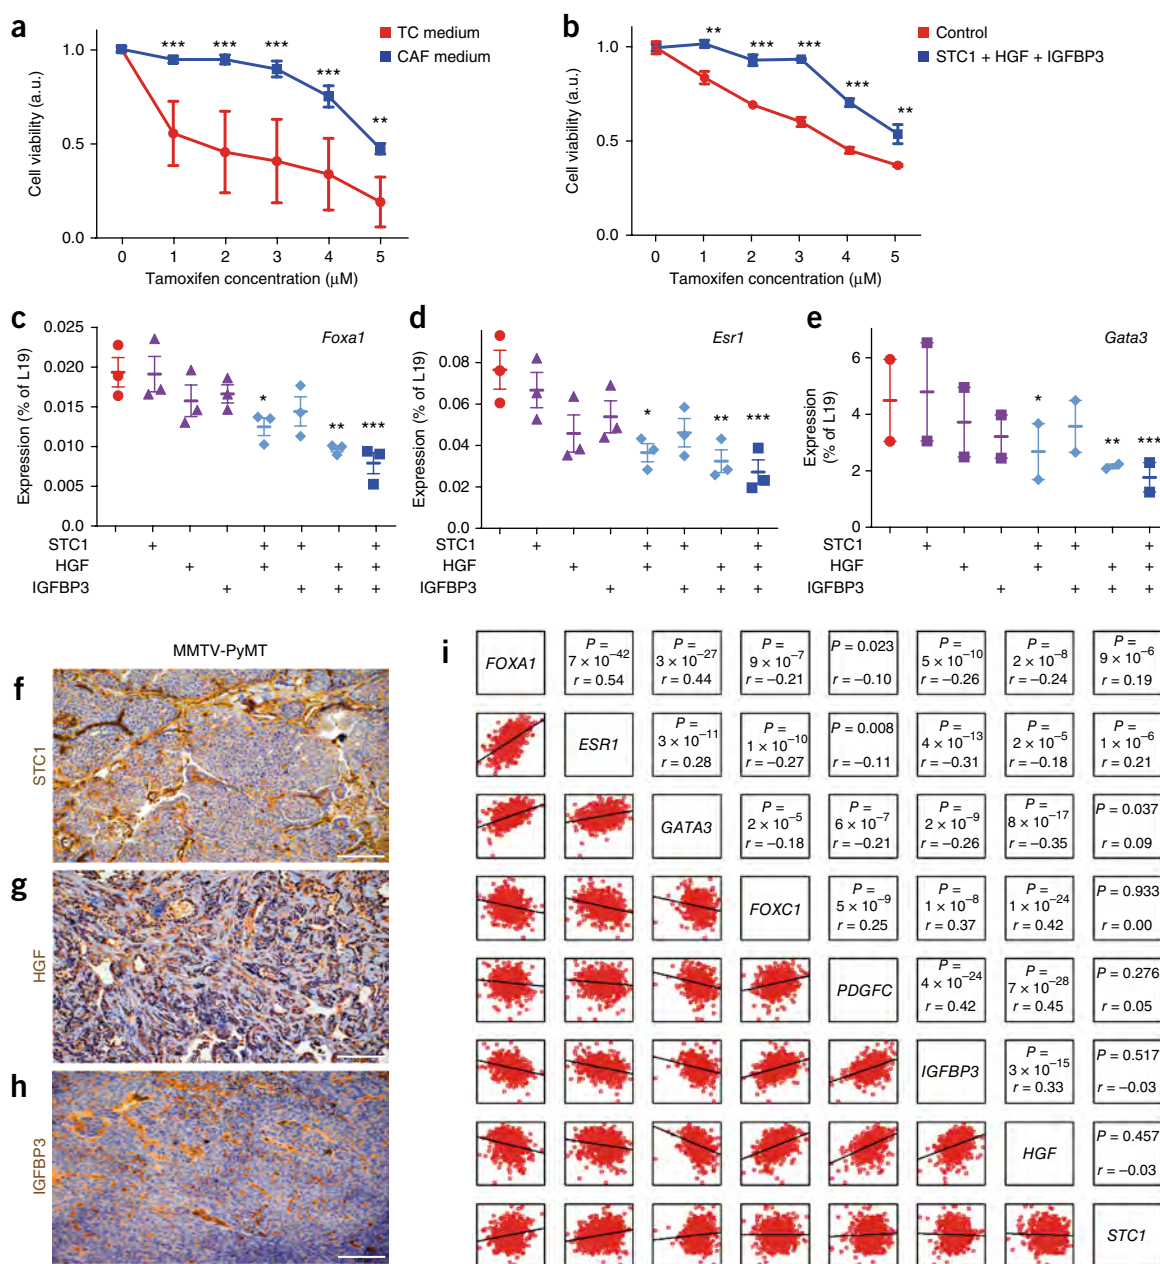 a
TC medium
CAF medium
1.0
0.5
0.0
Cell viability (a.u.)
*** *** *** *** **
0 1 2 3 4 5
Tamoxifen concentration (μM)
b
Control
STC1 + HGF + IGFBP3
1.0
0.5
0.0
Cell viability (a.u.)
** *** *** *** **
0 1 2 3 4 5
Tamoxifen concentration (μM)
c
Foxa1
0.025
0.020
0.015
0.010
0.005
0.0
Expression (% of L19)
* ** ***
STC1 + + + +
HGF + + + +
IGFBP3 + + + +
d
Esr1
0.08
0.06
0.04
0.02
0.0
Expression (% of L19)
* ** ***
STC1 + + + +
HGF + + + +
IGFBP3 + + + +
e
Gata3
6
4
2
0
Expression
(% of L19)
* ** ***
STC1 + + + +
HGF + + + +
IGFBP3 + + + +
MMTV-PyMT
f
STC1
g
HGF
h
IGFBP3
i
FOXA1
P = 7 × 10⁻⁴² r = 0.54
P = 3 × 10⁻²⁷ r = 0.44
P = 9 × 10⁻⁷ r = −0.21
P = 0.023 r = −0.10
P = 5 × 10⁻¹⁰ r = −0.26
P = 2 × 10⁻⁸ r = −0.24
P = 9 × 10⁻⁶ r = 0.19
ESR1
P = 3 × 10⁻¹¹ r = 0.28
P = 1 × 10⁻¹⁰ r = −0.27
P = 0.008 r = −0.11
P = 4 × 10⁻¹³ r = −0.31
P = 2 × 10⁻⁵ r = −0.18
P = 1 × 10⁻⁶ r = 0.21
GATA3
P = 2 × 10⁻⁵ r = −0.18
P = 6 × 10⁻⁷ r = −0.21
P = 2 × 10⁻⁹ r = −0.26
P = 8 × 10⁻¹⁷ r = −0.35
P = 0.037 r = 0.09
FOXC1
P = 5 × 10⁻⁹ r = 0.25
P = 1 × 10⁻⁸ r = 0.37
P = 1 × 10⁻²⁴ r = 0.42
P = 0.933 r = 0.00
PDGFC
P = 4 × 10⁻²⁴ r = 0.42
P = 7 × 10⁻²⁸ r = 0.45
P = 0.276 r = 0.05
IGFBP3
P = 3 × 10⁻¹⁵ r = 0.33
P = 0.517 r = −0.03
HGF
P = 0.457 r = −0.03
STC1